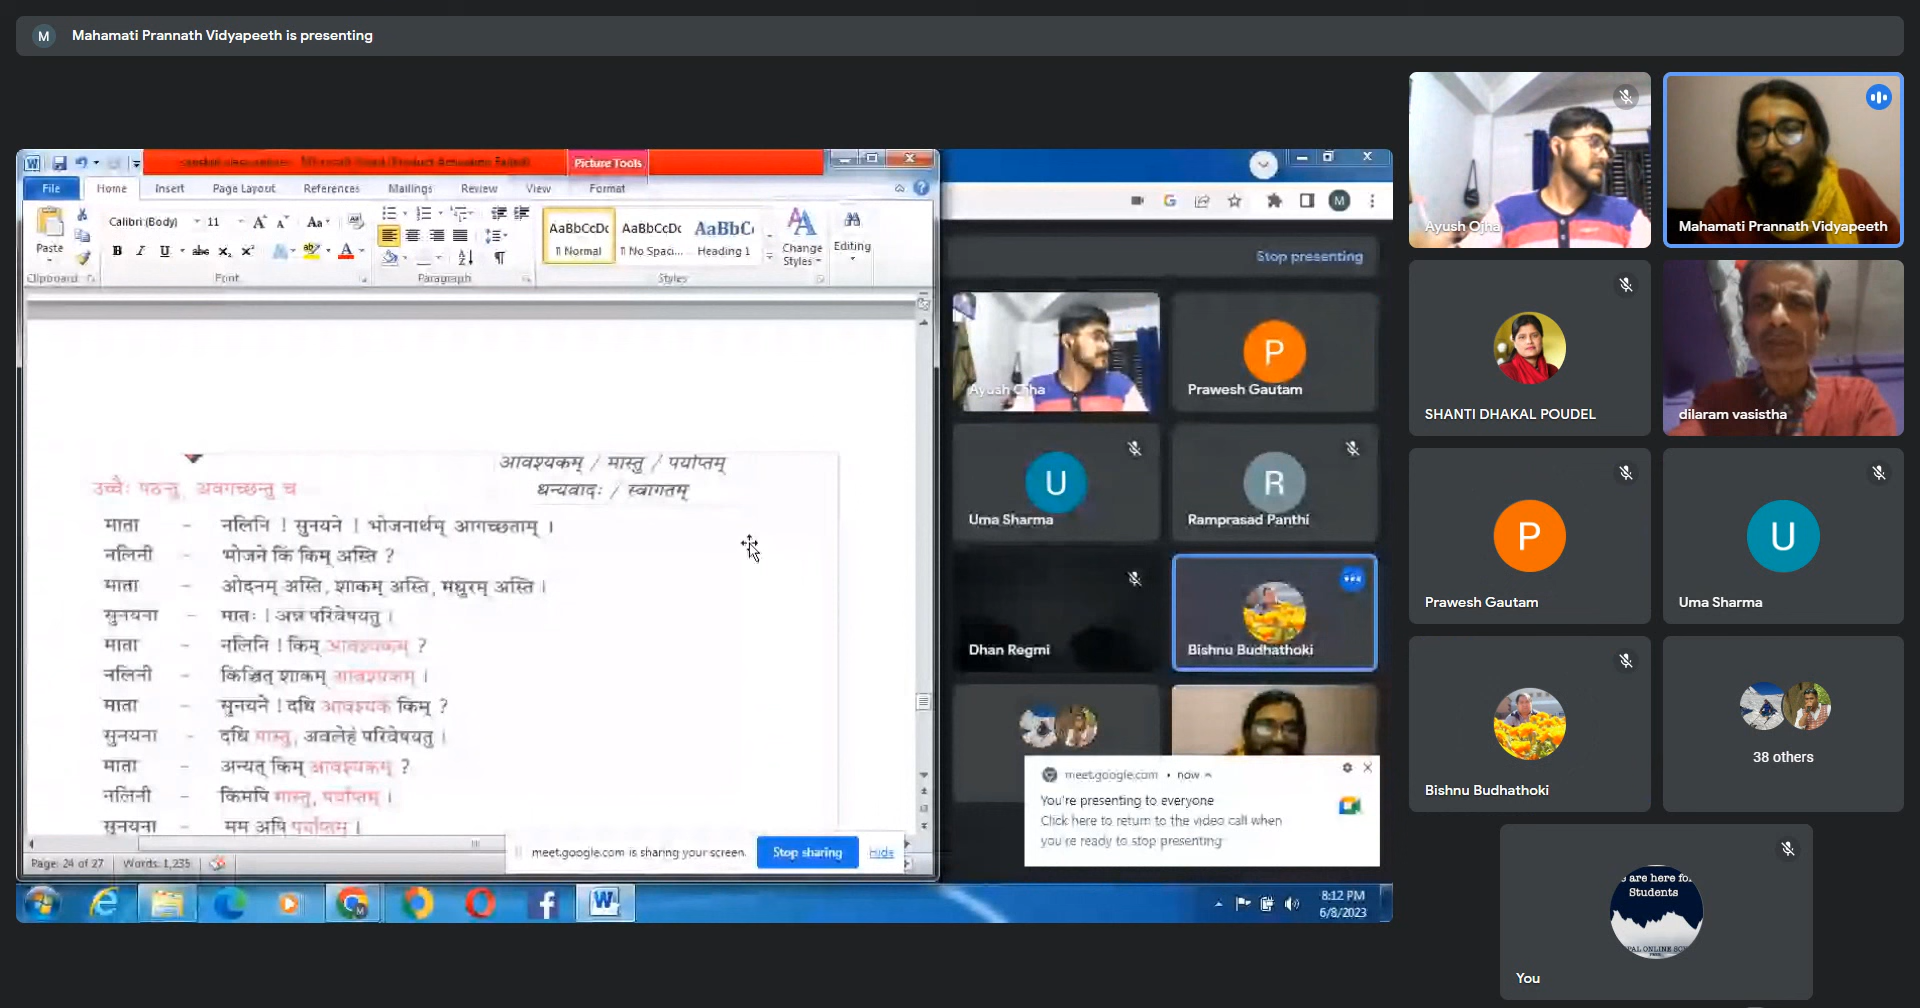 M Mahamati Prannath Vidyapeeth is presenting
Picture Tools
File Home Insert Page Layout References Mailings Review View Format
Paste
Calibri (Body) 11
AaBbCcDc AaBbCcDc AaBbC
¶ Normal ¶ No Spaci... Heading 1
Change Styles
Editing
Clipboard Font Paragraph Styles
आवश्यकम् / मास्तु / पर्याप्तम्
धन्यवादः / स्वागतम्
उच्चैः पठन्तु, अवगच्छन्तु च
माता - नलिनि ! सुनयने ! भोजनार्थम् आगच्छताम् ।
नलिनी - भोजने किं किम् अस्ति ?
माता - ओदनम् अस्ति, शाकम् अस्ति, मधुरम् अस्ति ।
सुनयना - मातः ! अन्नं परिवेषयतु ।
माता - नलिनि ! किम् आवश्यकम् ?
नलिनी - किञ्चित् शाकम् आवश्यकम् ।
माता - सुनयने ! दधि आवश्यकं किम् ?
सुनयना - दधि मास्तु, अवलेहं परिवेषयतु ।
माता - अन्यत् किम् आवश्यकम् ?
नलिनी - किमपि मास्तु, पर्याप्तम् ।
सुनयना - मम अपि पर्याप्तम् ।
Page: 24 of 27 Words: 1,235
meet.google.com is sharing your screen. Stop sharing Hide
M
Stop presenting
Ayush Ojha
P
Prawesh Gautam
U
Uma Sharma
R
Ramprasad Panthi
Dhan Regmi
Bishnu Budhathoki
meet.google.com • now
You're presenting to everyone
Click here to return to the video call when
you're ready to stop presenting
8:12 PM
6/8/2023
Ayush Ojha
Mahamati Prannath Vidyapeeth
SHANTI DHAKAL POUDEL
dilaram vasistha
P
Prawesh Gautam
U
Uma Sharma
Bishnu Budhathoki
38 others
are here for
Students
You